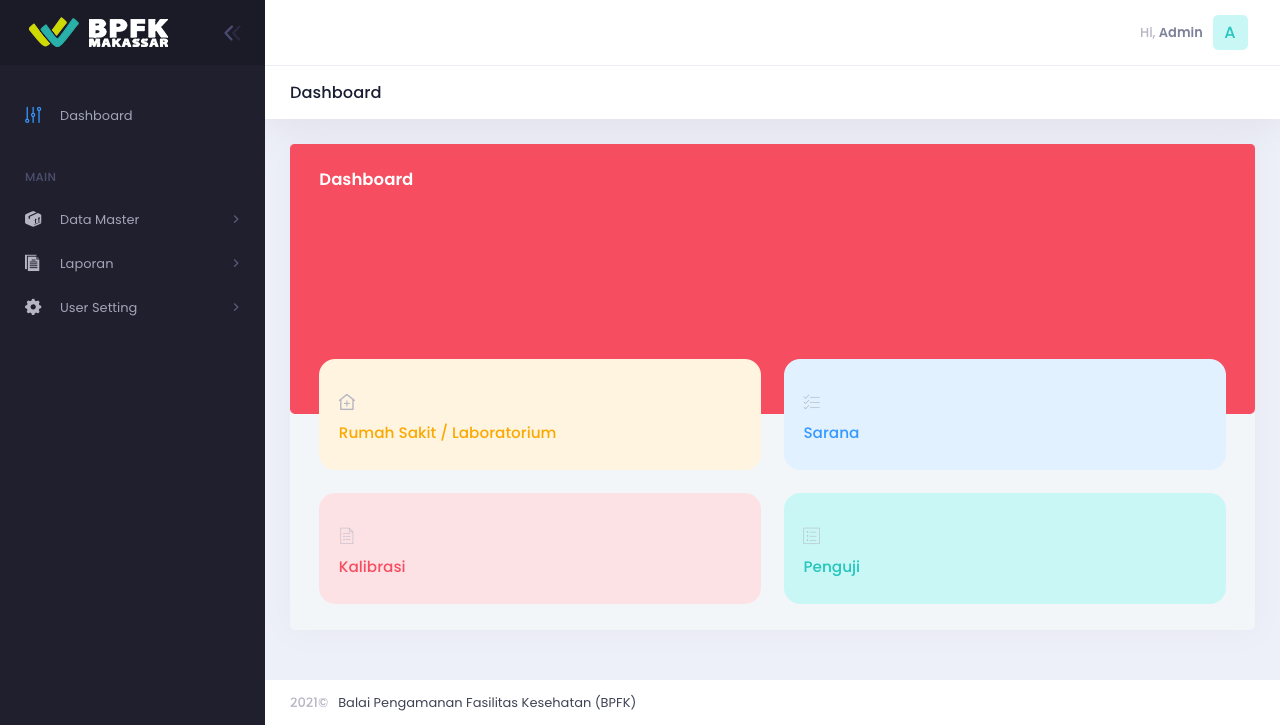 BPFK
MAKASSAR
Hi, Admin
A
Dashboard
Dashboard
MAIN
Data Master
Laporan
User Setting
Dashboard
Rumah Sakit / Laboratorium
Sarana
Kalibrasi
Penguji
2021© Balai Pengamanan Fasilitas Kesehatan (BPFK)